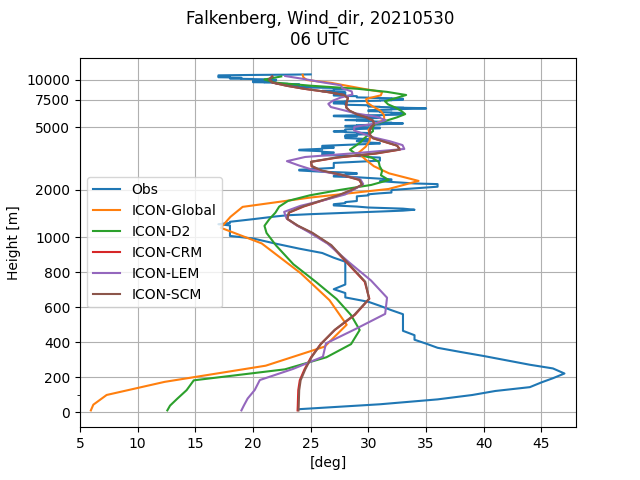 Falkenberg, Wind_dir, 20210530
06 UTC
10000
7500
5000
2000
1000
800
600
400
200
0
Height [m]
Obs
ICON-Global
ICON-D2
ICON-CRM
ICON-LEM
ICON-SCM
5 10 15 20 25 30 35 40 45
[deg]